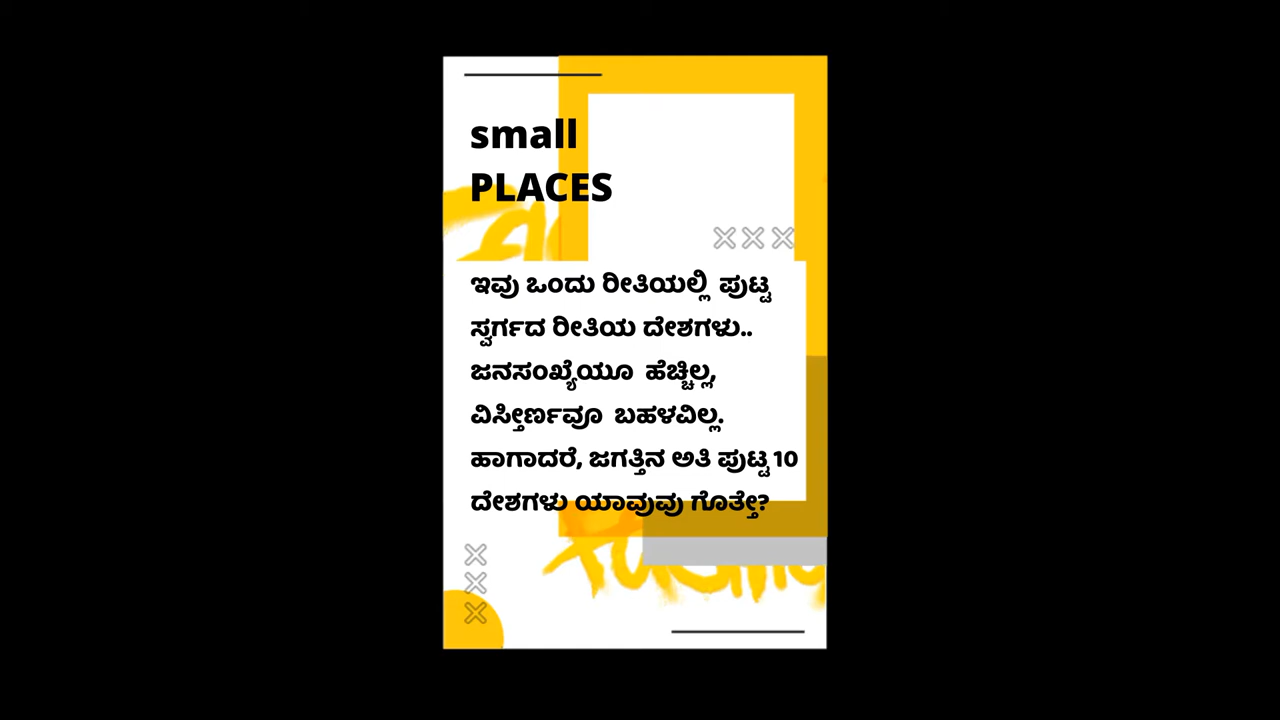 small
PLACES
ಇವು ಒಂದು ರೀತಿಯಲ್ಲಿ ಪುಟ್ಟ
ಸ್ವರ್ಗದ ರೀತಿಯ ದೇಶಗಳು..
ಜನಸಂಖ್ಯೆಯೂ ಹೆಚ್ಚಿಲ್ಲ,
ವಿಸ್ತೀರ್ಣವೂ ಬಹಳವಿಲ್ಲ.
ಹಾಗಾದರೆ, ಜಗತ್ತಿನ ಅತಿ ಪುಟ್ಟ 10
ದೇಶಗಳು ಯಾವುವು ಗೊತ್ತೇ?